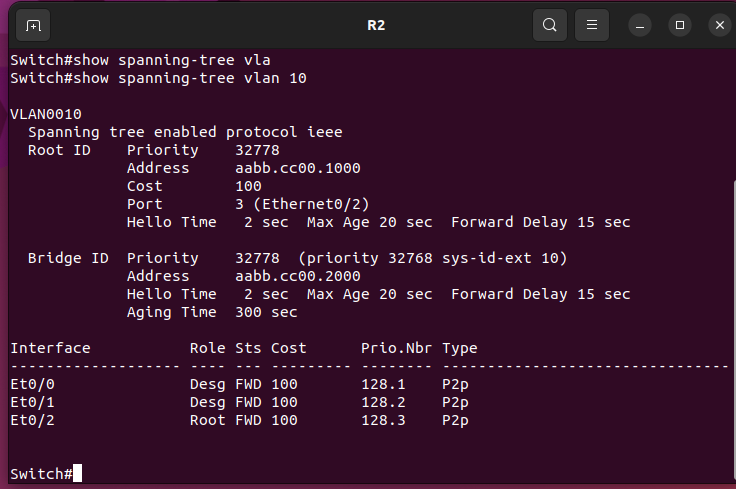 R2
Switch#show spanning-tree vla
Switch#show spanning-tree vlan 10
VLAN0010
  Spanning tree enabled protocol ieee
  Root ID    Priority    32778
             Address     aabb.cc00.1000
             Cost        100
             Port        3 (Ethernet0/2)
             Hello Time   2 sec  Max Age 20 sec  Forward Delay 15 sec
  Bridge ID  Priority    32778  (priority 32768 sys-id-ext 10)
             Address     aabb.cc00.2000
             Hello Time   2 sec  Max Age 20 sec  Forward Delay 15 sec
             Aging Time  300 sec
Interface           Role Sts Cost      Prio.Nbr Type
------------------- ---- --- --------- -------- --------------------------------
Et0/0               Desg FWD 100       128.1    P2p
Et0/1               Desg FWD 100       128.2    P2p
Et0/2               Root FWD 100       128.3    P2p
Switch#